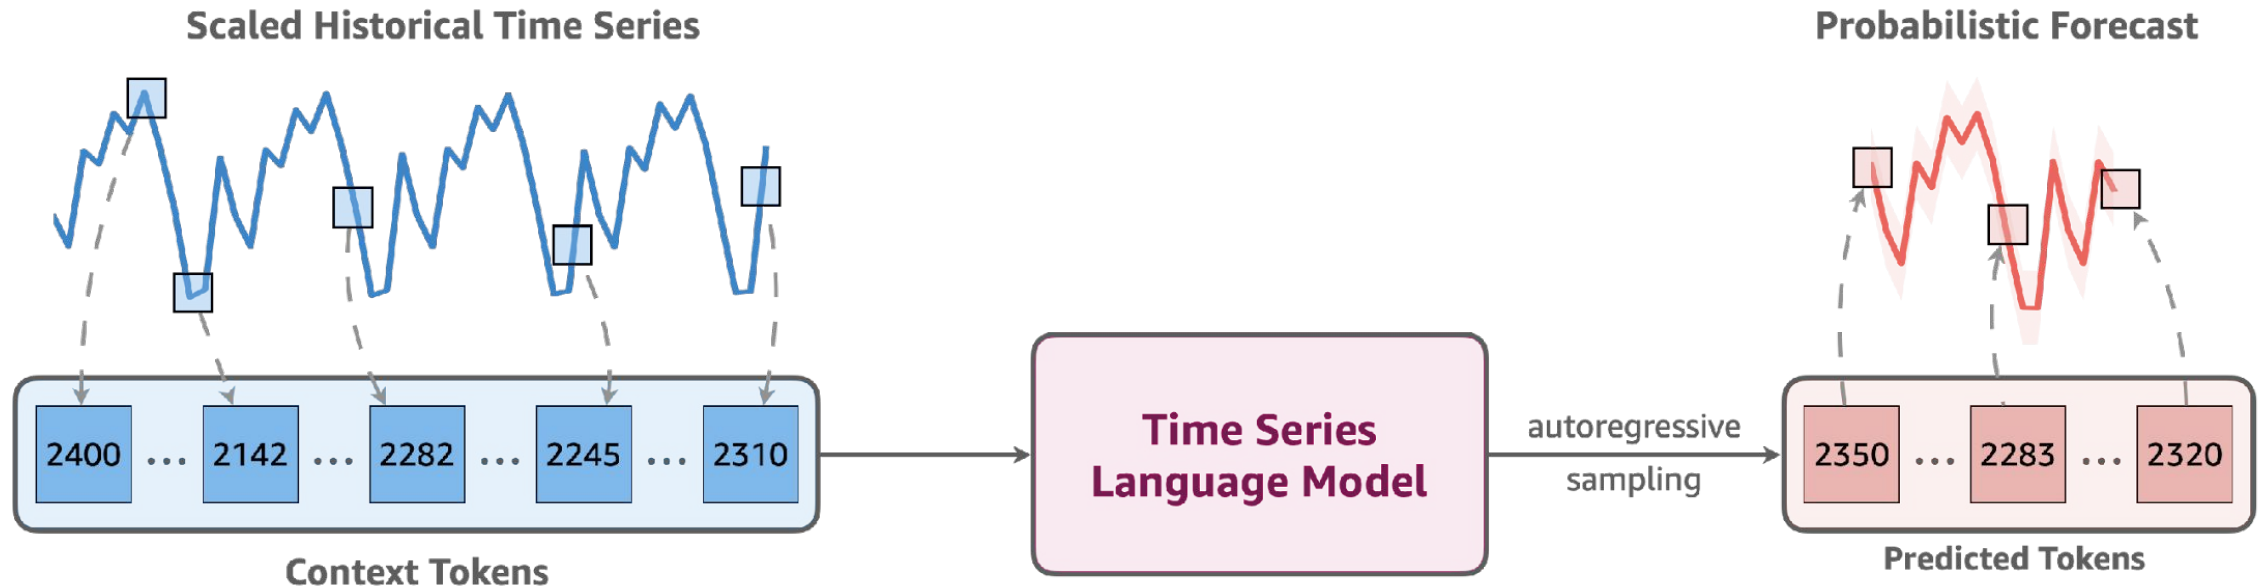 Scaled Historical Time Series
Probabilistic Forecast
2400 ... 2142 ... 2282 ... 2245 ... 2310
Context Tokens
Time Series
Language Model
autoregressive
sampling
2350 ... 2283 ... 2320
Predicted Tokens